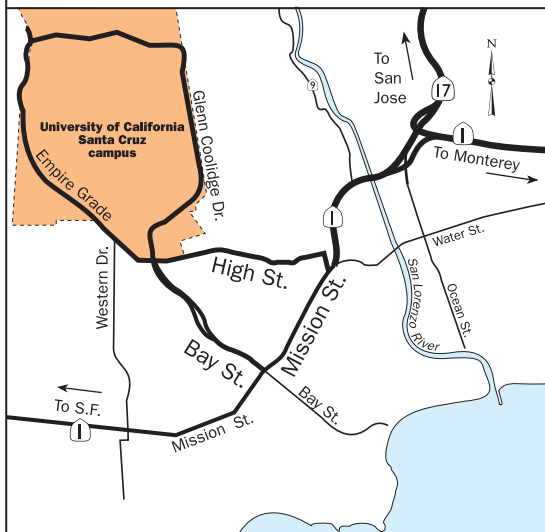 To
San
Jose
N
9
17
1
To Monterey
University of California
Santa Cruz
campus
Glenn Coolidge Dr.
Empire Grade
1
Water St.
High St.
Western Dr.
Mission St.
San Lorenzo River
Ocean St.
Bay St.
Bay St.
To S.F.
1
Mission St.